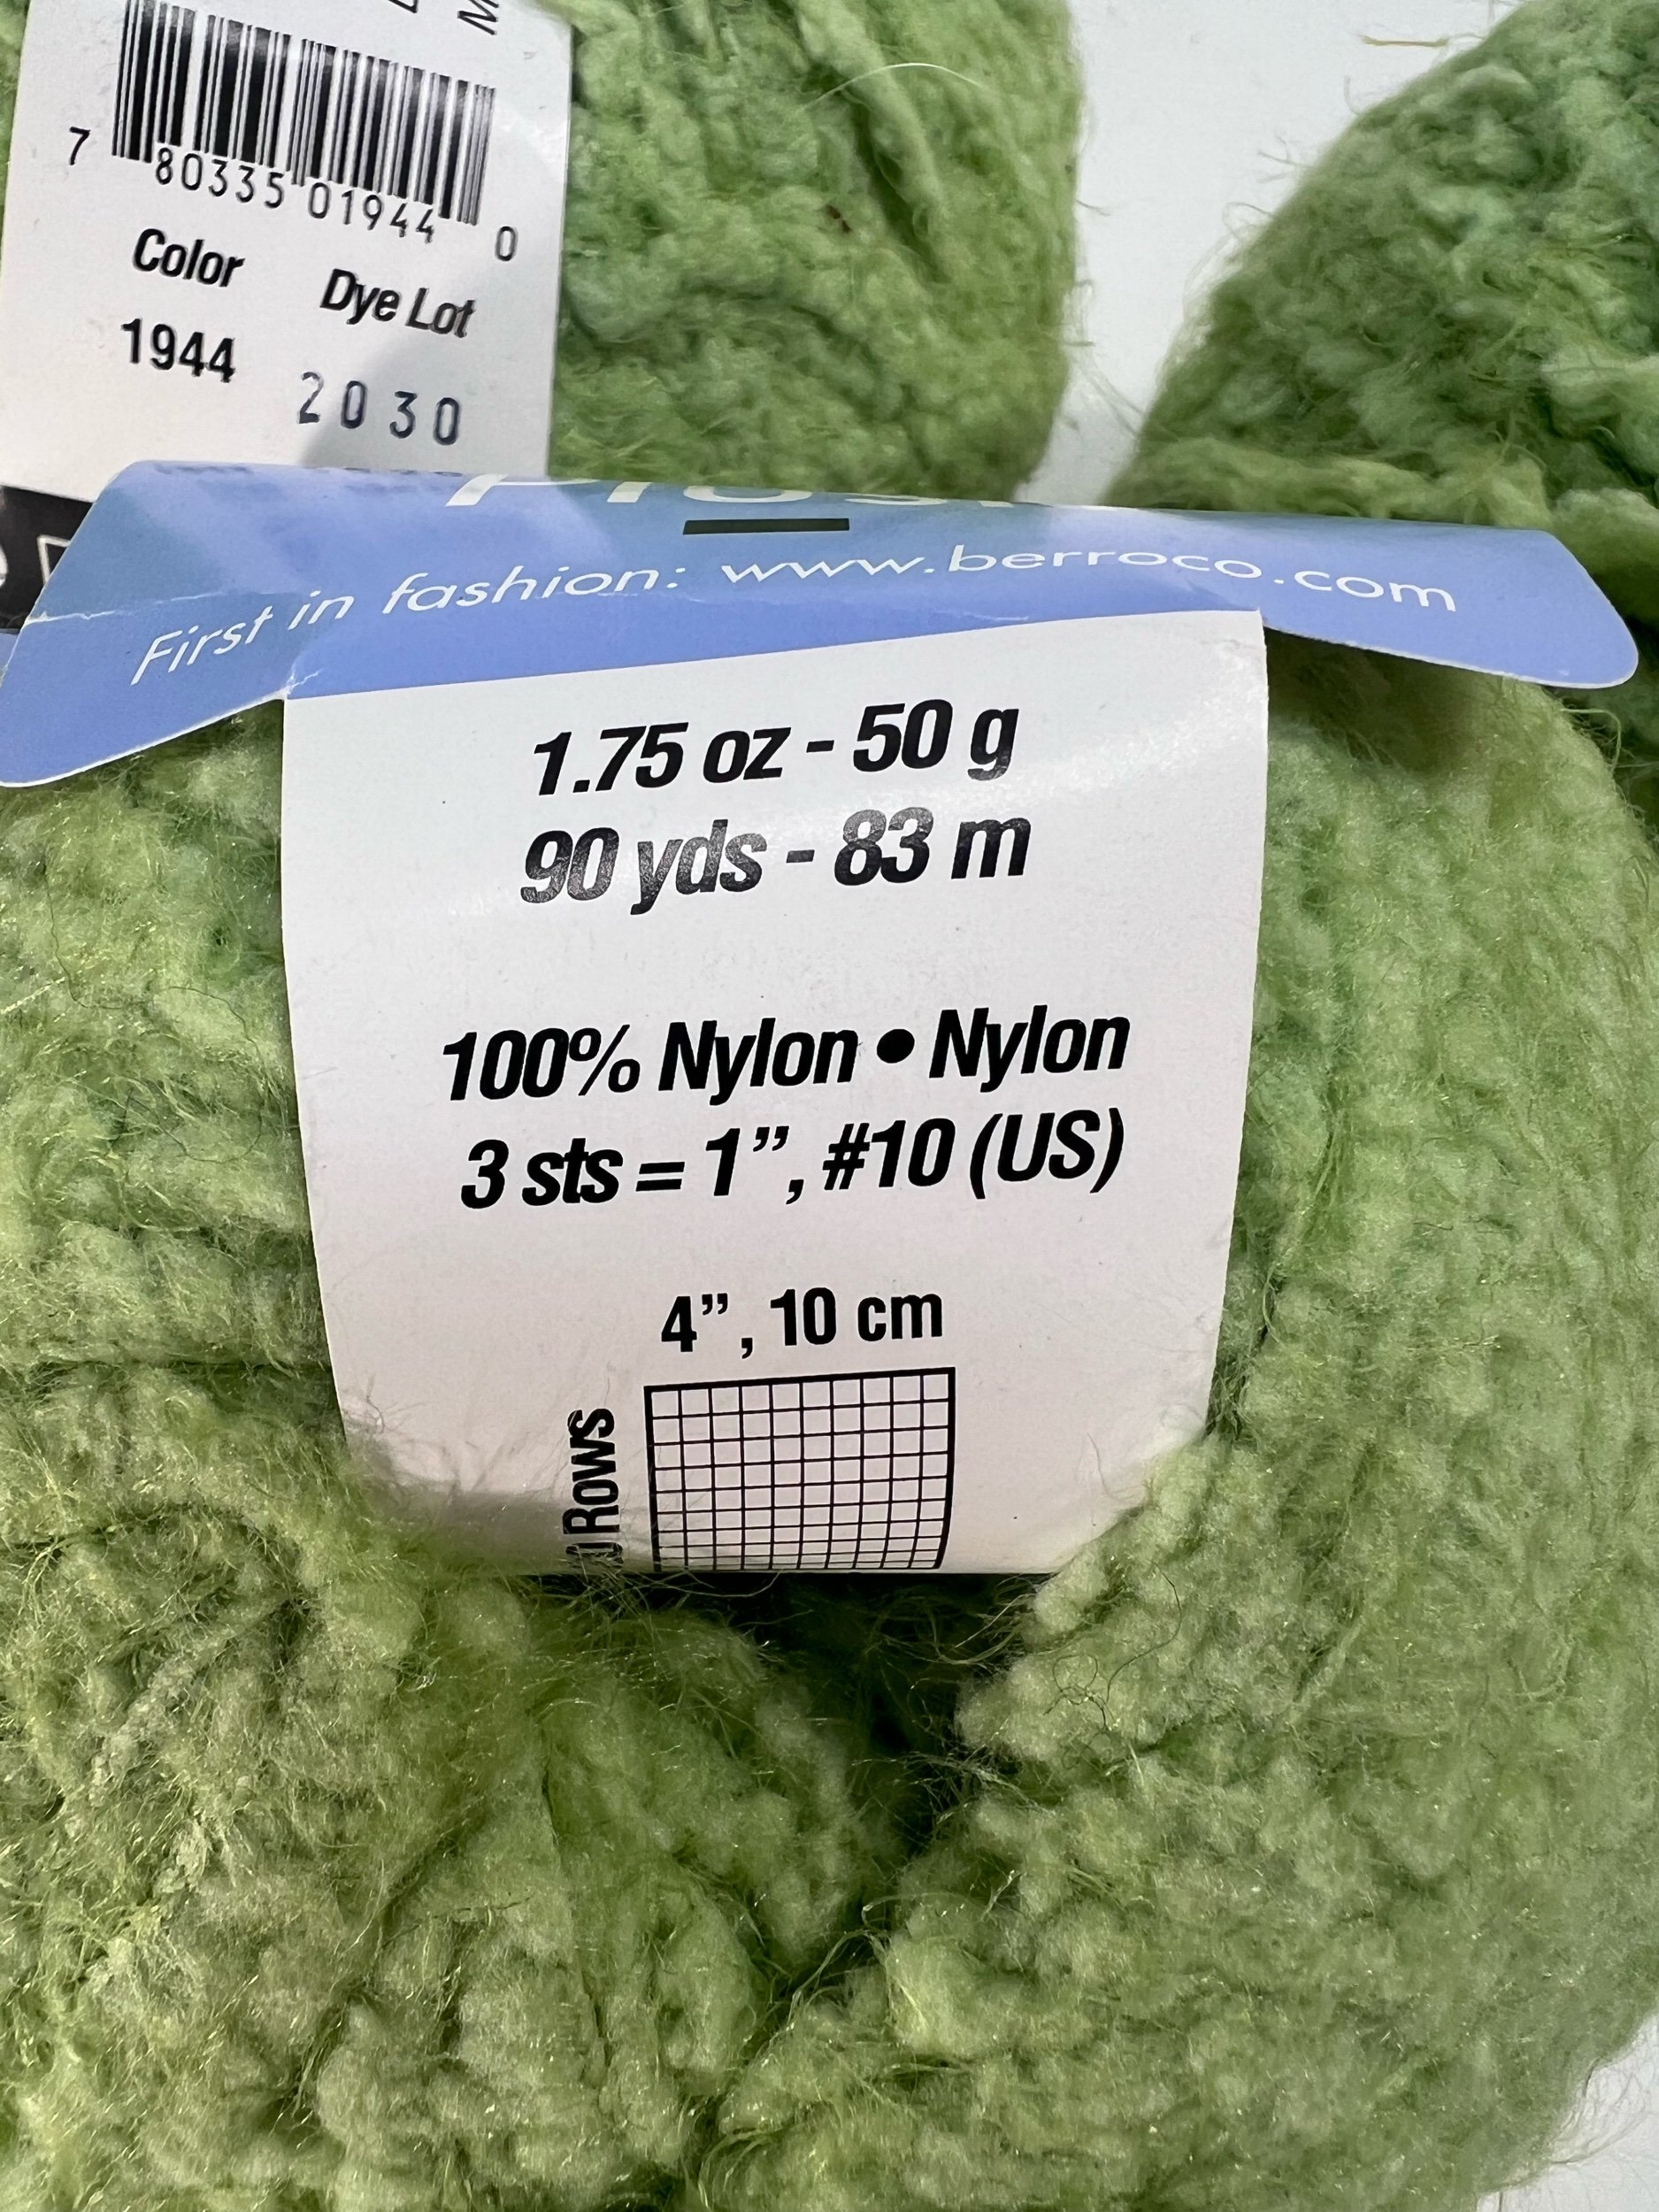 7 80335 01944 0
Color Dye Lot
1944 2030
First in fashion: www.berroco.com
1.75 oz - 50 g
90 yds - 83 m
100% Nylon • Nylon
3 sts = 1”, #10 (US)
4”, 10 cm
Rows